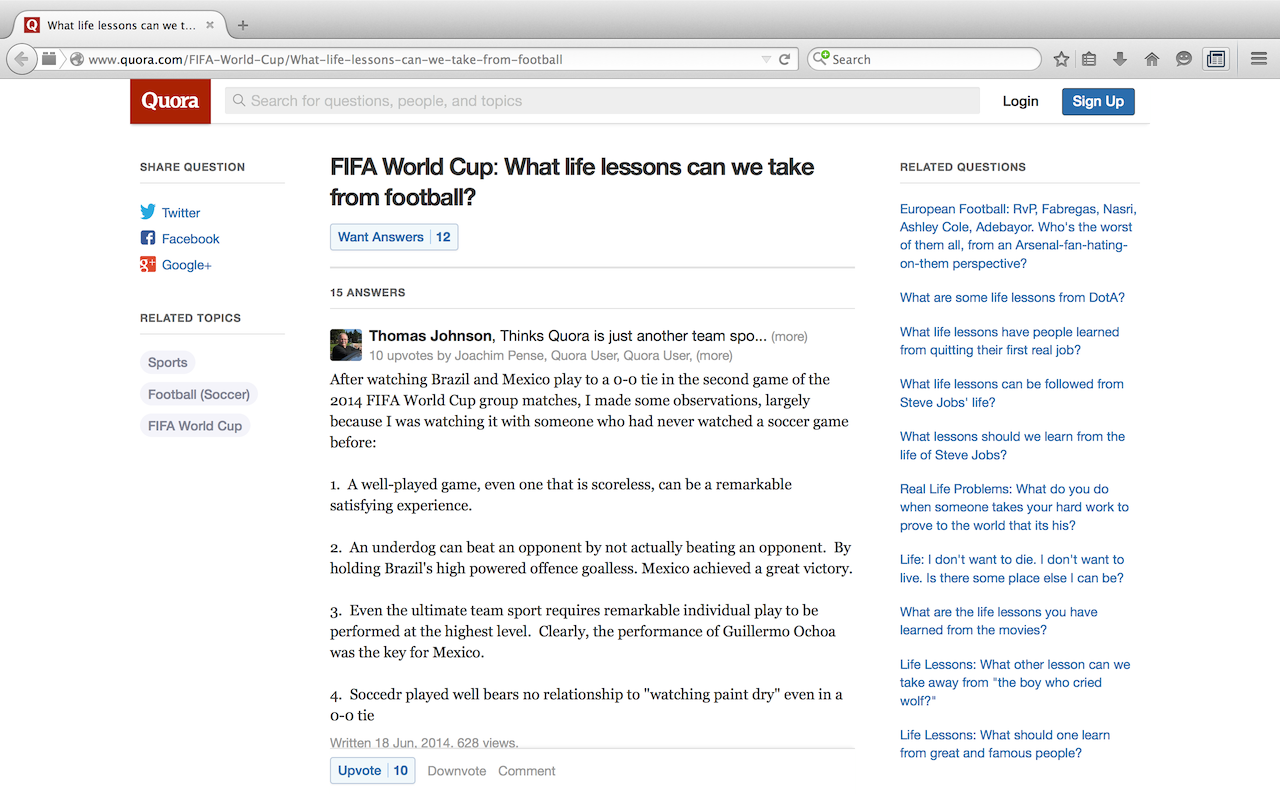 What life lessons can we t...
www.quora.com/FIFA-World-Cup/What-life-lessons-can-we-take-from-football
Search
Quora
Search for questions, people, and topics
Login
Sign Up
SHARE QUESTION
Twitter
Facebook
Google+
RELATED TOPICS
Sports
Football (Soccer)
FIFA World Cup
FIFA World Cup: What life lessons can we take
from football?
Want Answers 12
15 ANSWERS
Thomas Johnson, Thinks Quora is just another team spo... (more)
10 upvotes by Joachim Pense, Quora User, Quora User, (more)
After watching Brazil and Mexico play to a 0-0 tie in the second game of the
2014 FIFA World Cup group matches, I made some observations, largely
because I was watching it with someone who had never watched a soccer game
before:
1. A well-played game, even one that is scoreless, can be a remarkable
satisfying experience.
2. An underdog can beat an opponent by not actually beating an opponent. By
holding Brazil's high powered offence goalless. Mexico achieved a great victory.
3. Even the ultimate team sport requires remarkable individual play to be
performed at the highest level. Clearly, the performance of Guillermo Ochoa
was the key for Mexico.
4. Soccedr played well bears no relationship to "watching paint dry" even in a
0-0 tie
Written 18 Jun, 2014. 628 views.
Upvote 10 Downvote Comment
RELATED QUESTIONS
European Football: RvP, Fabregas, Nasri,
Ashley Cole, Adebayor. Who's the worst
of them all, from an Arsenal-fan-hating-
on-them perspective?
What are some life lessons from DotA?
What life lessons have people learned
from quitting their first real job?
What life lessons can be followed from
Steve Jobs' life?
What lessons should we learn from the
life of Steve Jobs?
Real Life Problems: What do you do
when someone takes your hard work to
prove to the world that its his?
Life: I don't want to die. I don't want to
live. Is there some place else I can be?
What are the life lessons you have
learned from the movies?
Life Lessons: What other lesson can we
take away from "the boy who cried
wolf?"
Life Lessons: What should one learn
from great and famous people?